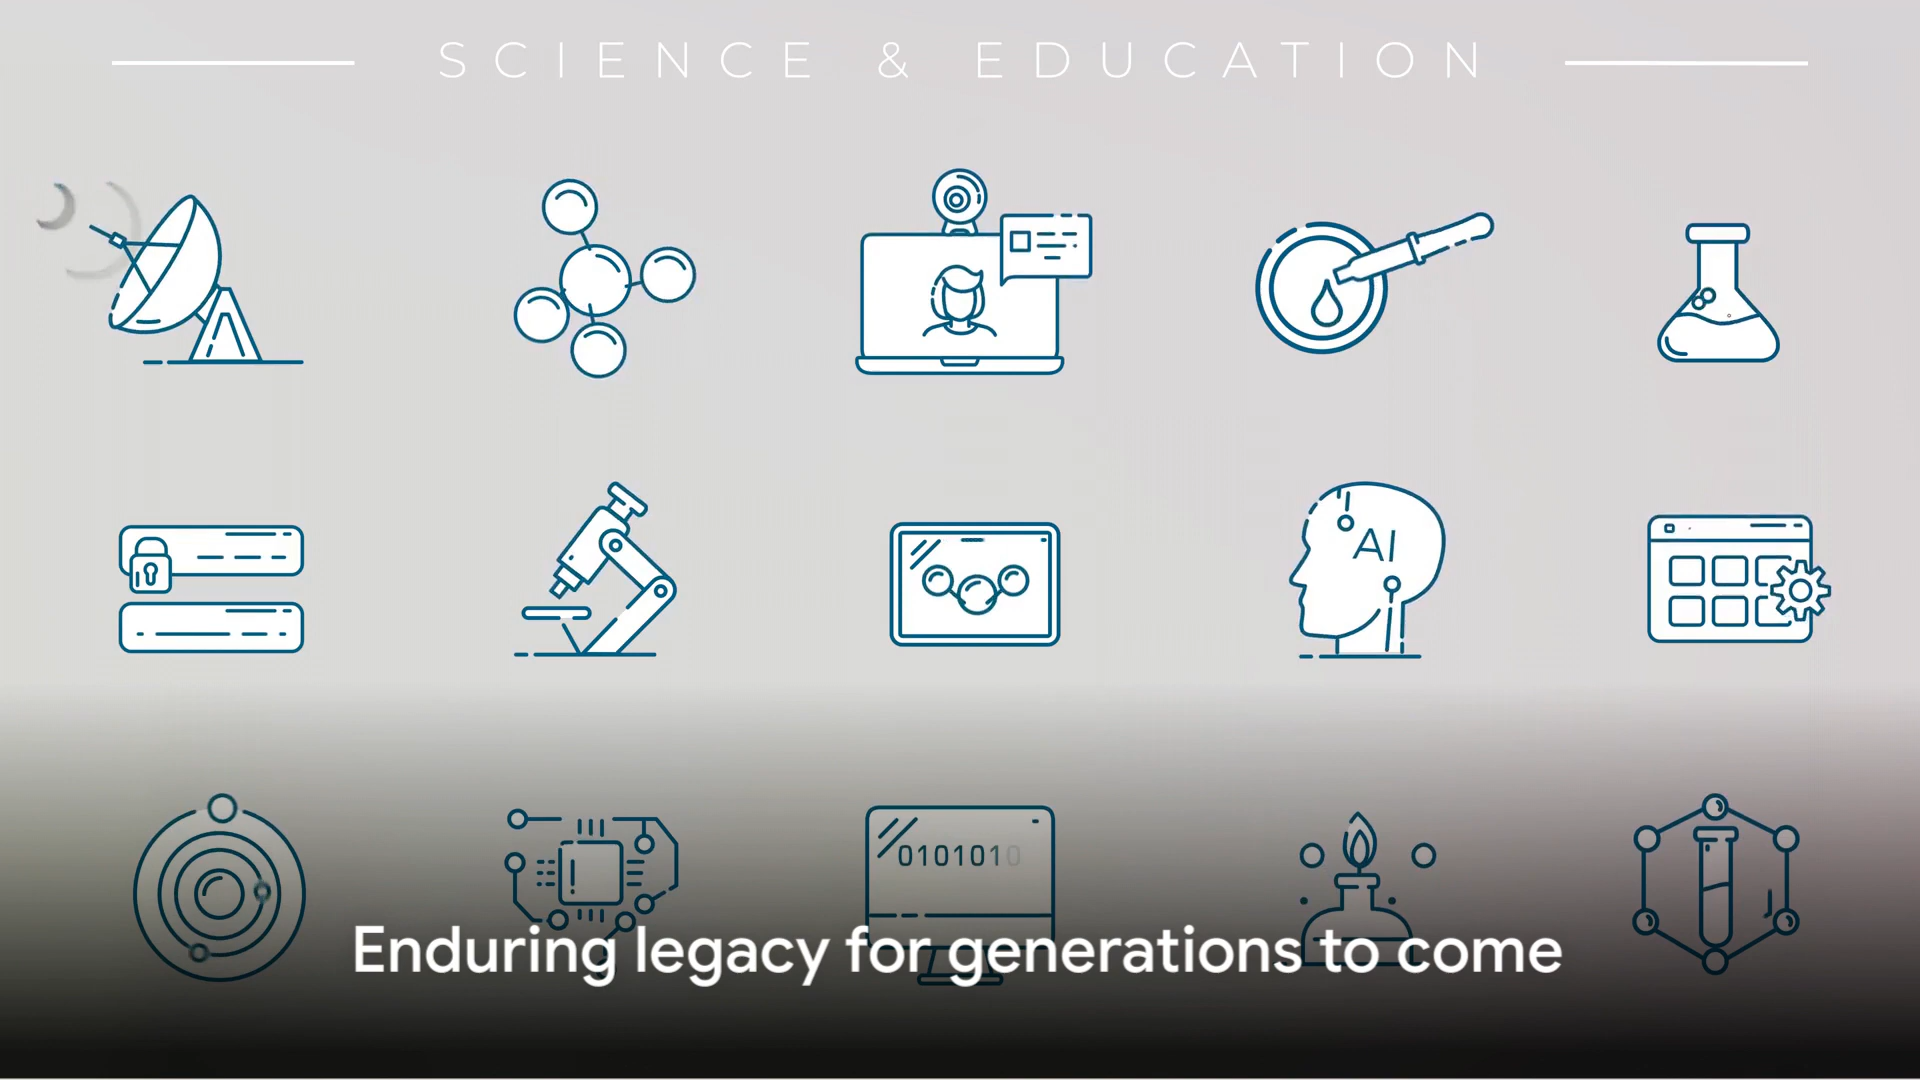 SCIENCE & EDUCATION
AI
0101010
Enduring legacy for generations to come